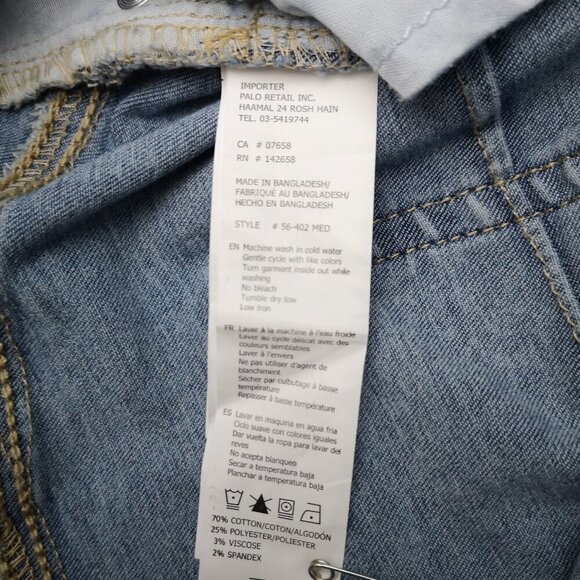 IMPORTER
PALO RETAIL INC.
HAAMAL 24 ROSH HAIN
TEL. 03-5419744
CA # 07658
RN # 142658
MADE IN BANGLADESH/
FABRIQUÉ AU BANGLADESH/
HECHO EN BANGLADESH
STYLE # 56-402 MED
EN Machine wash in cold water
Gentle cycle with like colors
Turn garment inside out while
washing
No bleach
Tumble dry low
Low iron
FR Laver à la machine à l'eau froide
Laver au cycle délicat avec des
couleurs semblables
Laver à l'envers
Ne pas utiliser d'agent de
blanchiment
Sécher par culbutage à basse
température
Repasser à basse température
ES Lavar en maquina en agua fria
Ciclo suave con colores iguales
Dar vuelta la ropa para lavar del
reves
No acepta blanqueo
Secar a temperatura baja
Planchar a temperatura baja
70% COTTON/COTON/ALGODÓN
25% POLYESTER/POLIESTER
3% VISCOSE
2% SPANDEX